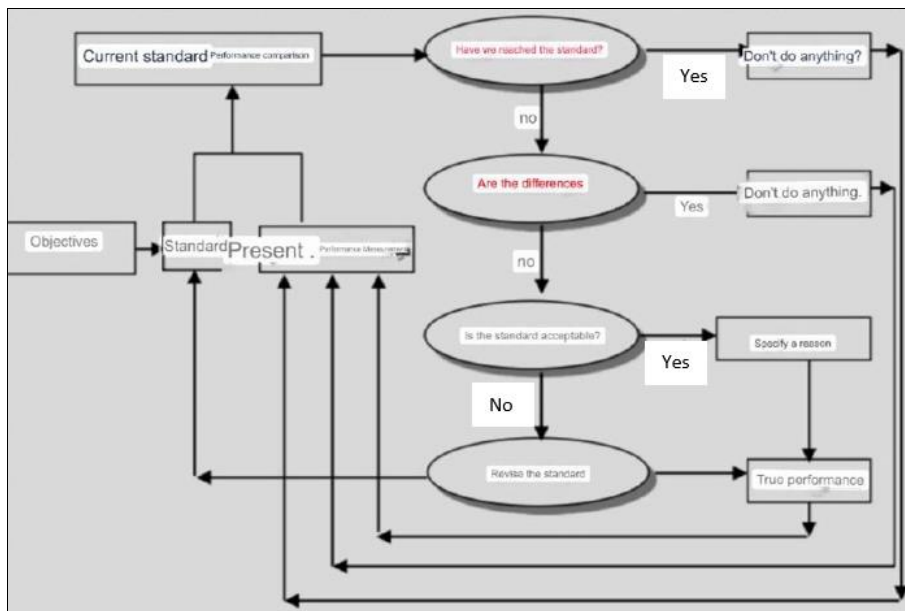 Current standard Performance comparison
Have we reached the standard?
Yes
Don't do anything?
no
Are the differences
Yes
Don't do anything.
Objectives
Standard
Present .
Performance Measurement
no
Is the standard acceptable?
Yes
Specify a reason
No
Revise the standard
True performance